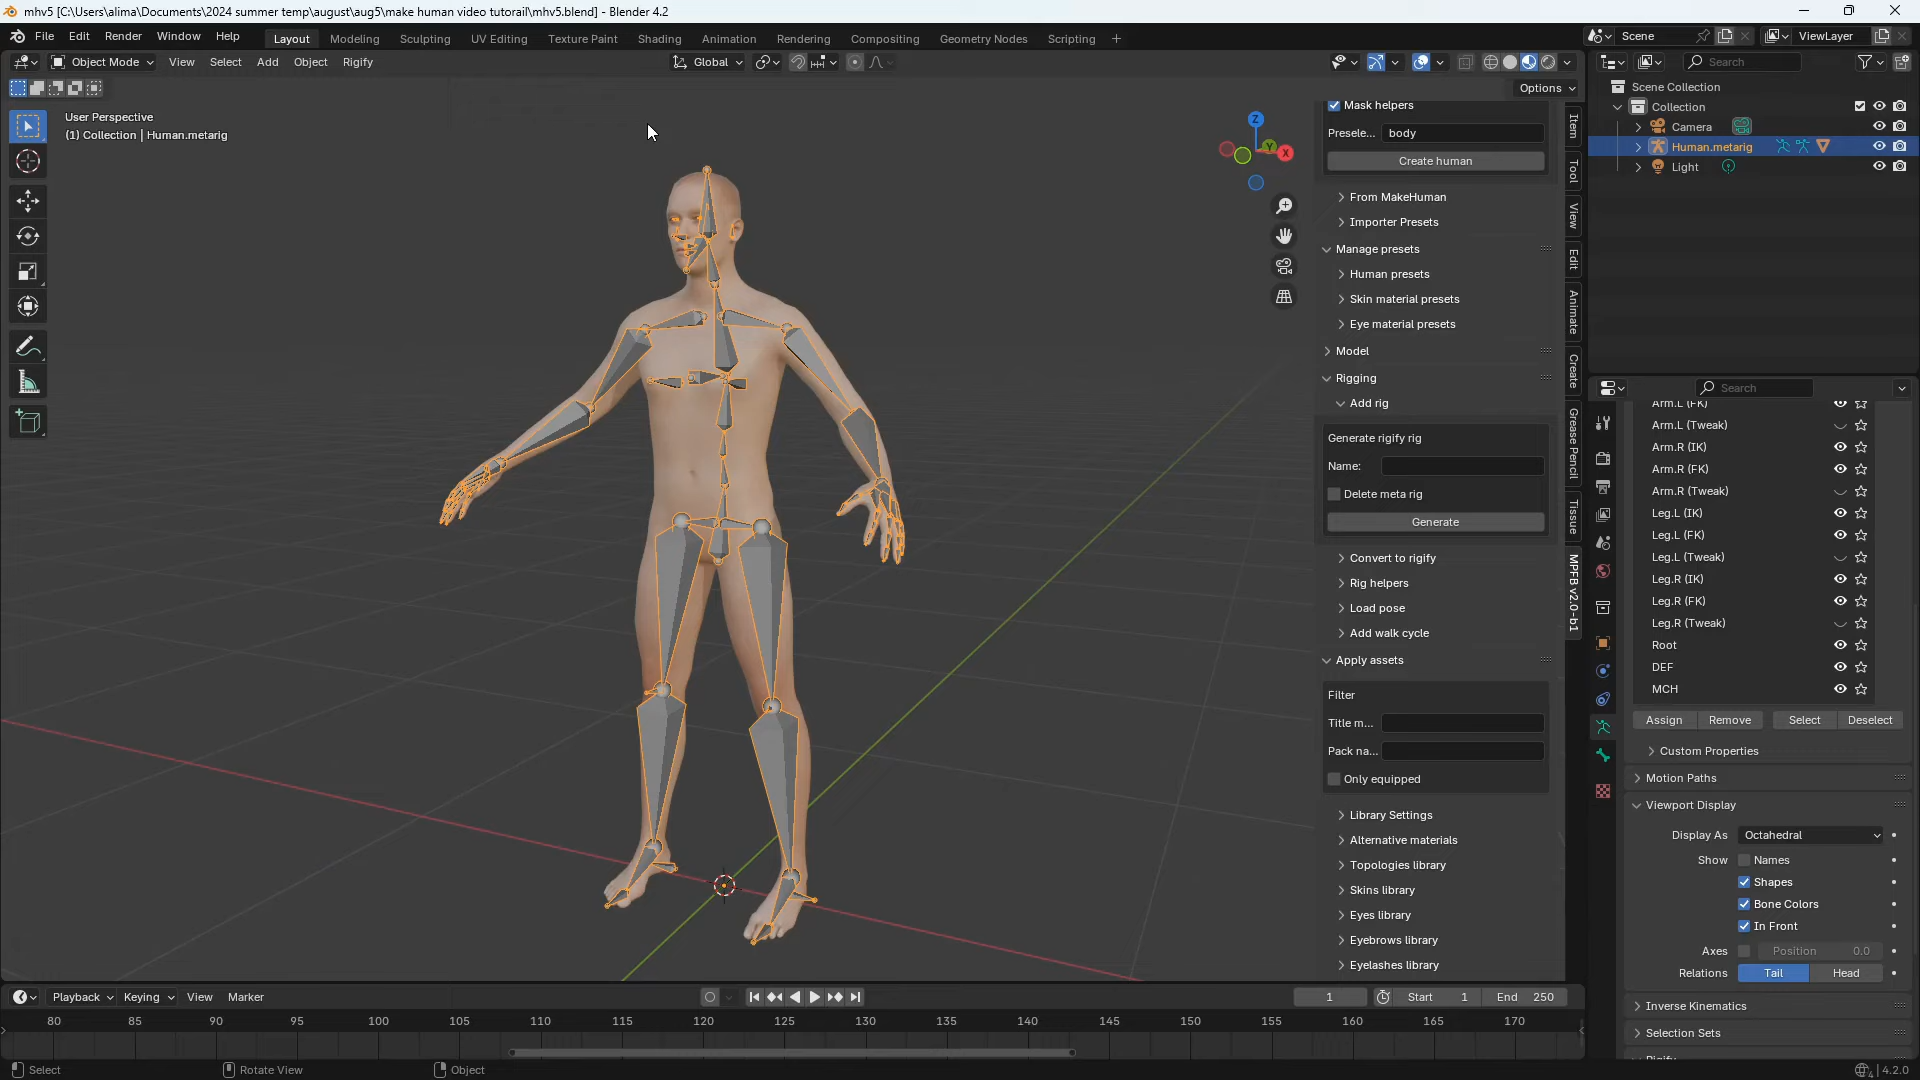 mhv5 [C:\Users\alima\Documents\2024 summer temp\august\aug5\make human video tutorail\mhv5.blend] - Blender 4.2
File Edit Render Window Help Layout Modeling Sculpting UV Editing Texture Paint Shading Animation Rendering Compositing Geometry Nodes Scripting + Scene ViewLayer
Object Mode View Select Add Object Rigify Global Search
Options
User Perspective
(1) Collection | Human.metarig
Z
Y
X
Mask helpers
Presele... body
Create human
From MakeHuman
Importer Presets
Manage presets
Human presets
Skin material presets
Eye material presets
Model
Rigging
Add rig
Generate rigify rig
Name:
Delete meta rig
Generate
Convert to rigify
Rig helpers
Load pose
Add walk cycle
Apply assets
Filter
Title m...
Pack na...
Only equipped
Library Settings
Alternative materials
Topologies library
Skins library
Eyes library
Eyebrows library
Eyelashes library
Item
Tool
View
Edit
Animate
Create
Grease Pencil
Tissue
MPFB v2.0-b1
Scene Collection
Collection
Camera
Human.metarig
Light
Search
Arm.L (FK)
Arm.L (Tweak)
Arm.R (IK)
Arm.R (FK)
Arm.R (Tweak)
Leg.L (IK)
Leg.L (FK)
Leg.L (Tweak)
Leg.R (IK)
Leg.R (FK)
Leg.R (Tweak)
Root
DEF
MCH
Assign Remove Select Deselect
Custom Properties
Motion Paths
Viewport Display
Display As Octahedral
Show Names
Shapes
Bone Colors
In Front
Axes Position 0.0
Relations Tail Head
Inverse Kinematics
Selection Sets
Rigify
Playback Keying View Marker 1 Start 1 End 250
80 85 90 95 100 105 110 115 120 125 130 135 140 145 150 155 160 165 170
Select Rotate View Object 4.2.0